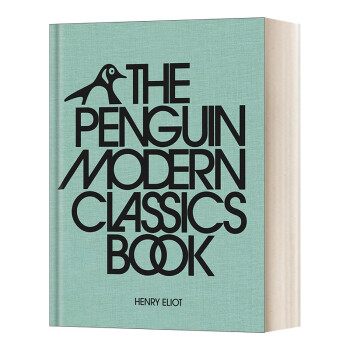 THE
PENGUIN
MODERN
CLASSICS
BOOK
HENRY ELIOT